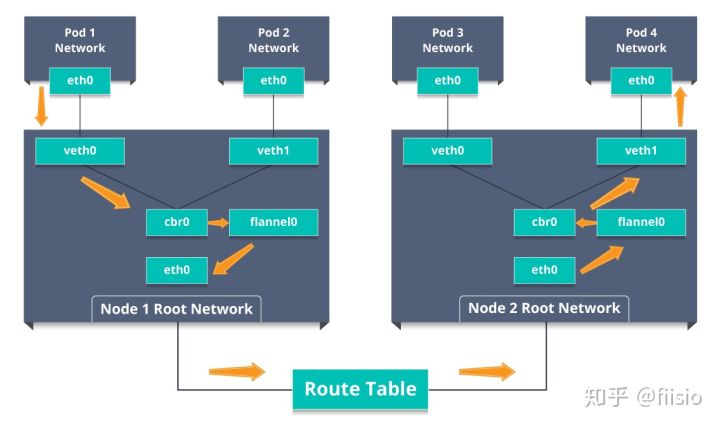 Pod 1
Network
eth0
Pod 2
Network
eth0
Pod 3
Network
eth0
Pod 4
Network
eth0
veth0
veth1
cbr0
flannel0
eth0
Node 1 Root Network
veth0
veth1
cbr0
flannel0
eth0
Node 2 Root Network
Route Table
知乎 @fiisio